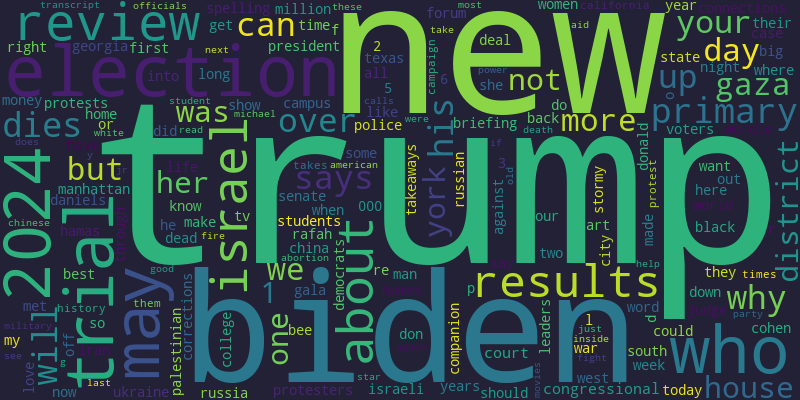 transcript
officials
spelling
million
forum
women
most
these
california
year
review
can
get
time
f
take
new
said
your
their
right
georgia
first
president
2
deal
case
big
next
texas
state
day
election
into
long
all
5
campaign
6
she
not
up
night
where
power
money
protests
student
show
campus
like
his
do
gaza
home
was
over
police
back
more
primary
calls
michael
were
dies
or
white
did
read
briefing
death
voters
does
2024
but
life
some
takeaways
york
russian
if
3
donald
want
out
manhattan
her
says
american
takes
old
stormy
protest
here
district
daniels
know
senate
against
our
made
black
trump
chinese
trial
he
make
tv
israel
students
when
000
art
city
hamas
dead
fire
rafah
about
two
china
abortion
best
good
we
democrats
re
man
help
they
times
may
1
gala
p
results
down
why
met
history
them
corrections
biden
word
d
party
will
so
one
bee
don
companion
l
just
could
cohen
military
my
g
off
palestinian
college
leaders
inside
war
south
who
see
court
fight
week
last
star
west
love
now
ukraine
russia
protesters
israeli
years
should
movies
congressional
today
house